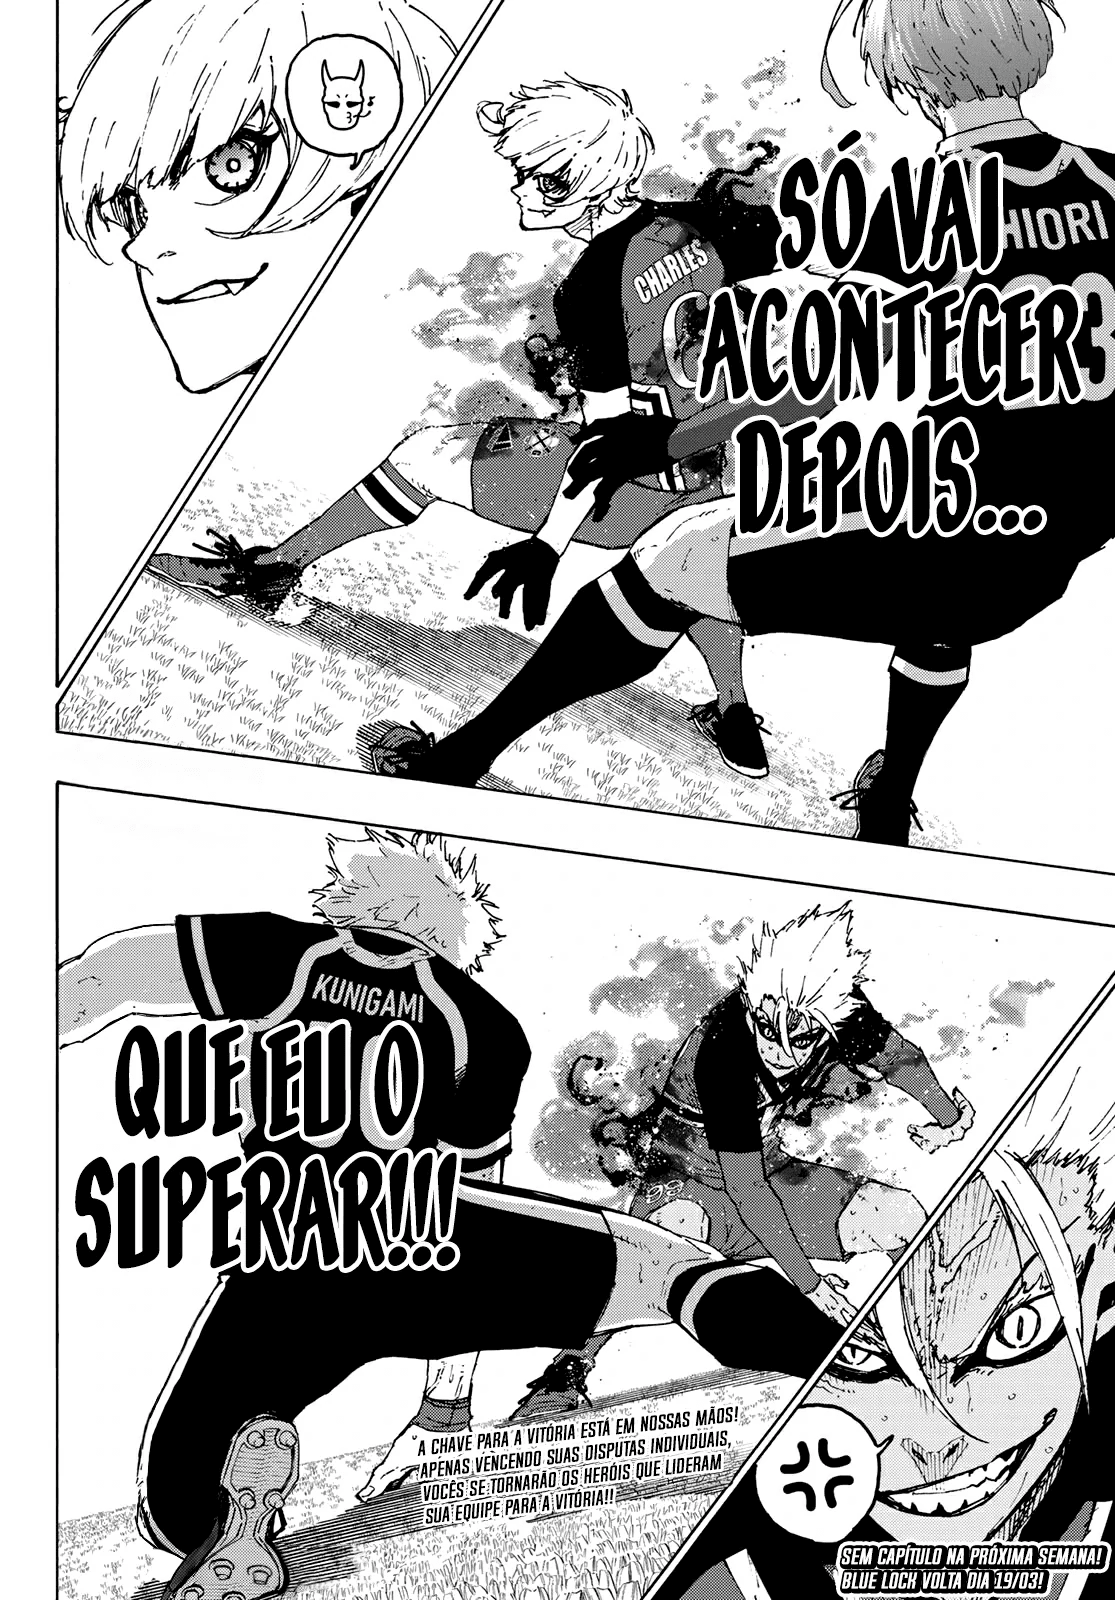 SÓ VAI
ACONTECER
DEPOIS...
HIORI
CHARLES
KUNIGAMI
QUE EU O
SUPERAR!!!
A CHAVE PARA A VITÓRIA ESTÁ EM NOSSAS MÃOS!
APENAS VENCENDO SUAS DISPUTAS INDIVIDUAIS,
VOCÊS SE TORNARÃO OS HERÓIS QUE LIDERAM
SUA EQUIPE PARA A VITÓRIA!!
SEM CAPÍTULO NA PRÓXIMA SEMANA!
BLUE LOCK VOLTA DIA 19/03!